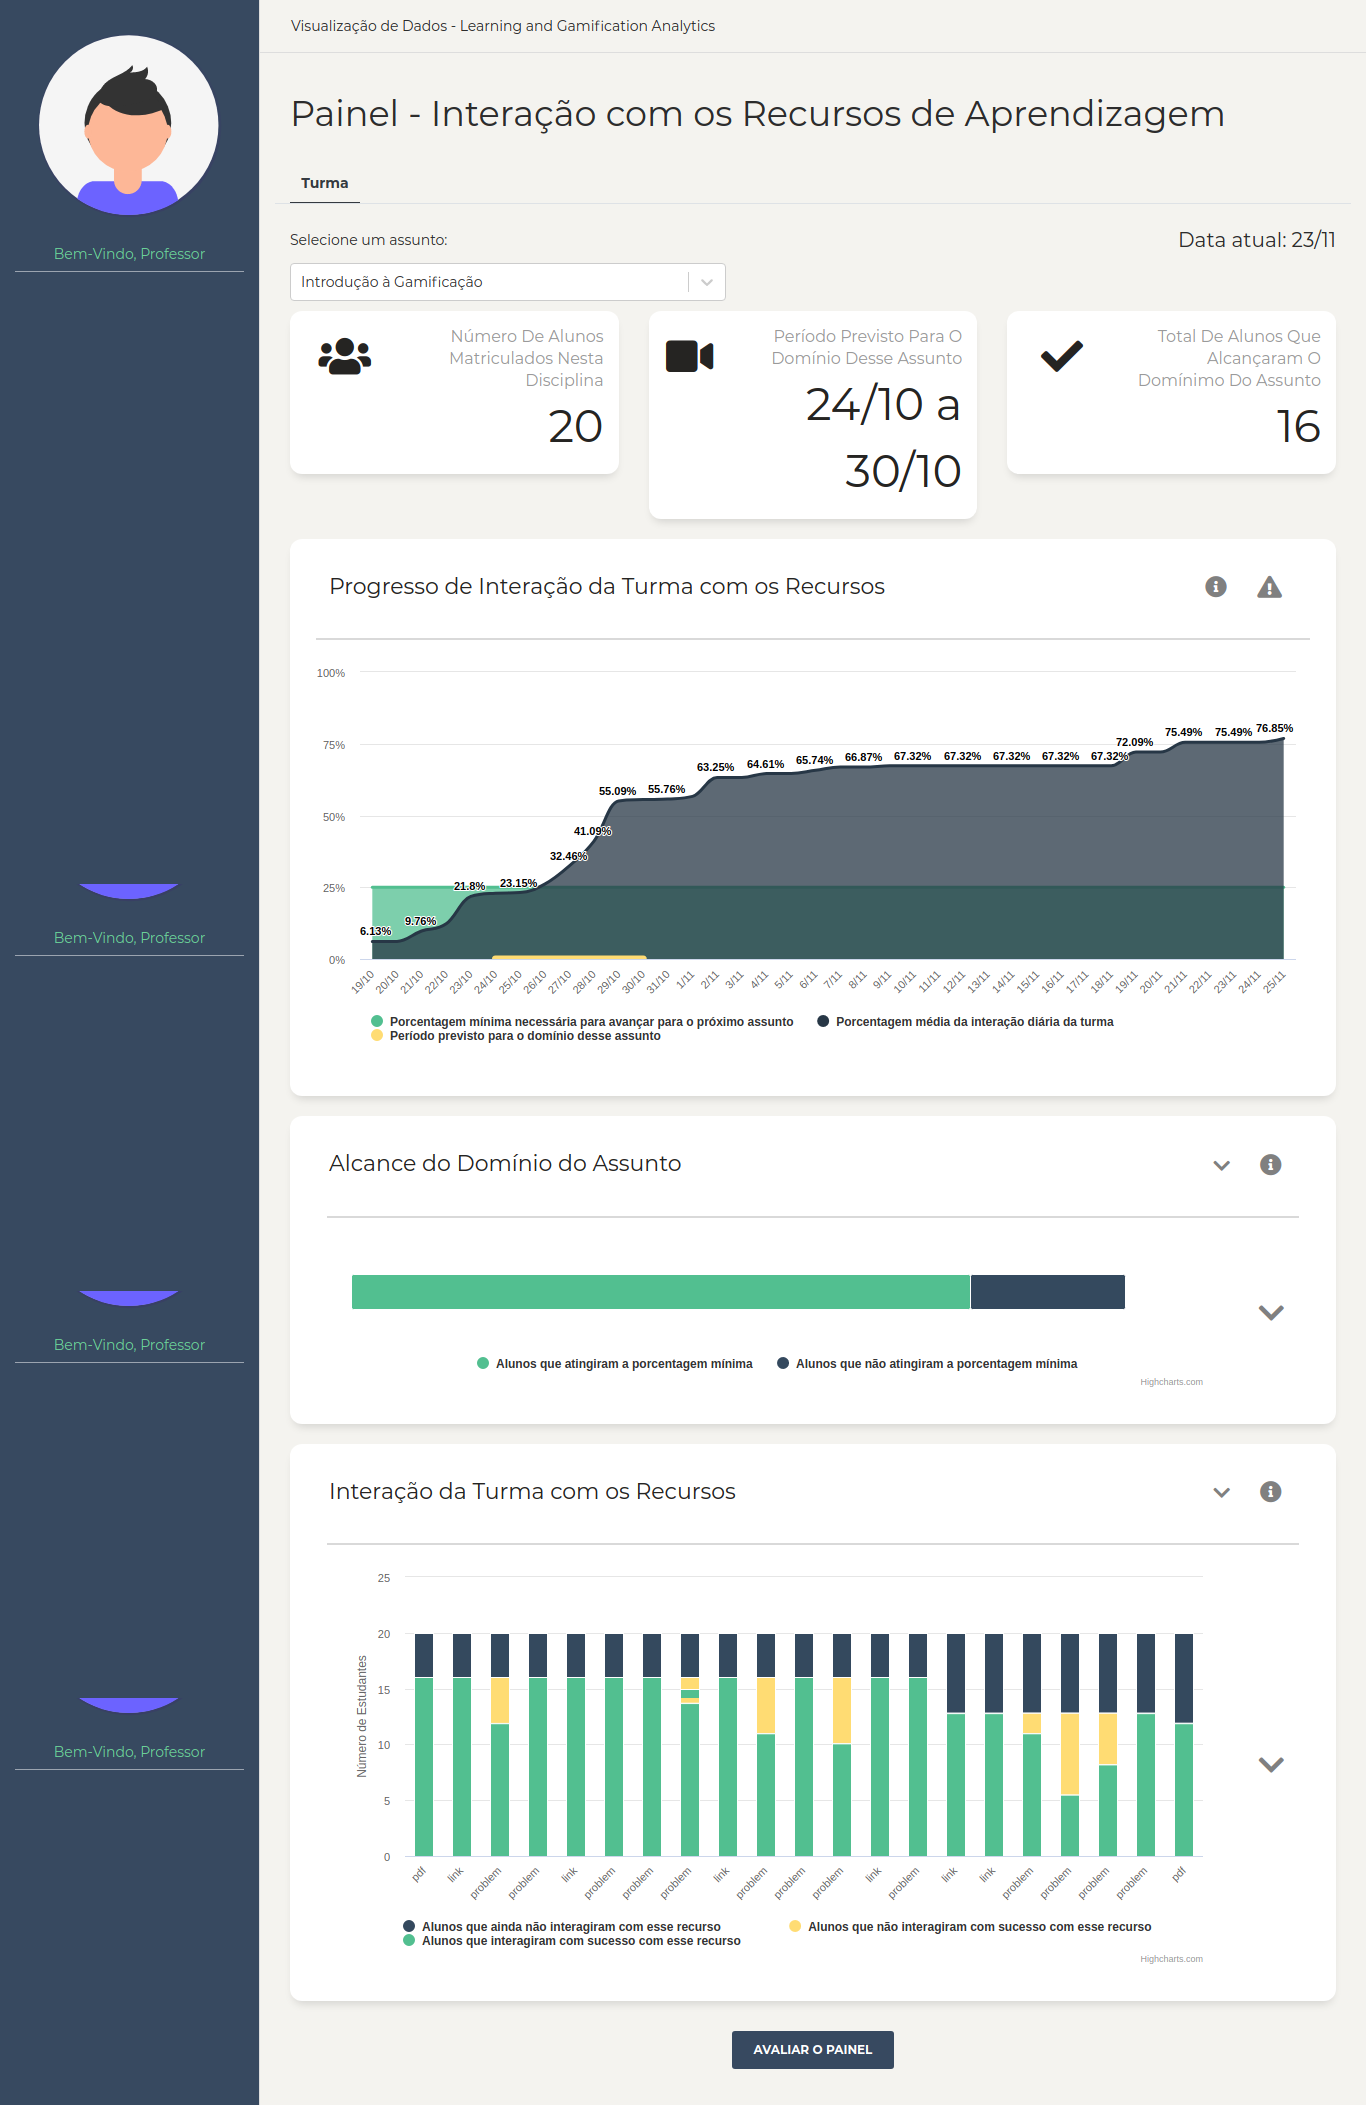 Visualização de Dados - Learning and Gamification Analytics
Bem-Vindo, Professor
Painel - Interação com os Recursos de Aprendizagem
Turma
Selecione um assunto:
Data atual: 23/11
Introdução à Gamificação
Número De Alunos
Matriculados Nesta
Disciplina
20
Período Previsto Para O
Domínio Desse Assunto
24/10 a
30/10
Total De Alunos Que
Alcançaram O
Domínimo Do Assunto
16
Progresso de Interação da Turma com os Recursos
100%
75%
50%
25%
0%
6.13%
9.76%
21.8%
23.15%
32.46%
41.09%
55.09%
55.76%
63.25%
64.61%
65.74%
66.87%
67.32%
67.32%
67.32%
67.32%
67.32%
72.09%
75.49%
75.49%
76.85%
19/10
20/10
21/10
22/10
23/10
24/10
25/10
26/10
27/10
28/10
29/10
30/10
31/10
1/11
2/11
3/11
4/11
5/11
6/11
7/11
8/11
9/11
10/11
11/11
12/11
13/11
14/11
15/11
16/11
17/11
18/11
19/11
20/11
21/11
22/11
23/11
24/11
25/11
Porcentagem mínima necessária para avançar para o próximo assunto
Porcentagem média da interação diária da turma
Período previsto para o domínio desse assunto
Bem-Vindo, Professor
Alcance do Domínio do Assunto
Alunos que atingiram a porcentagem mínima
Alunos que não atingiram a porcentagem mínima
Highcharts.com
Bem-Vindo, Professor
Interação da Turma com os Recursos
Número de Estudantes
25
20
15
10
5
0
pdf
link
problem
problem
link
problem
problem
problem
link
problem
problem
problem
link
problem
link
link
problem
problem
problem
problem
pdf
Alunos que ainda não interagiram com esse recurso
Alunos que não interagiram com sucesso com esse recurso
Alunos que interagiram com sucesso com esse recurso
Highcharts.com
Bem-Vindo, Professor
AVALIAR O PAINEL